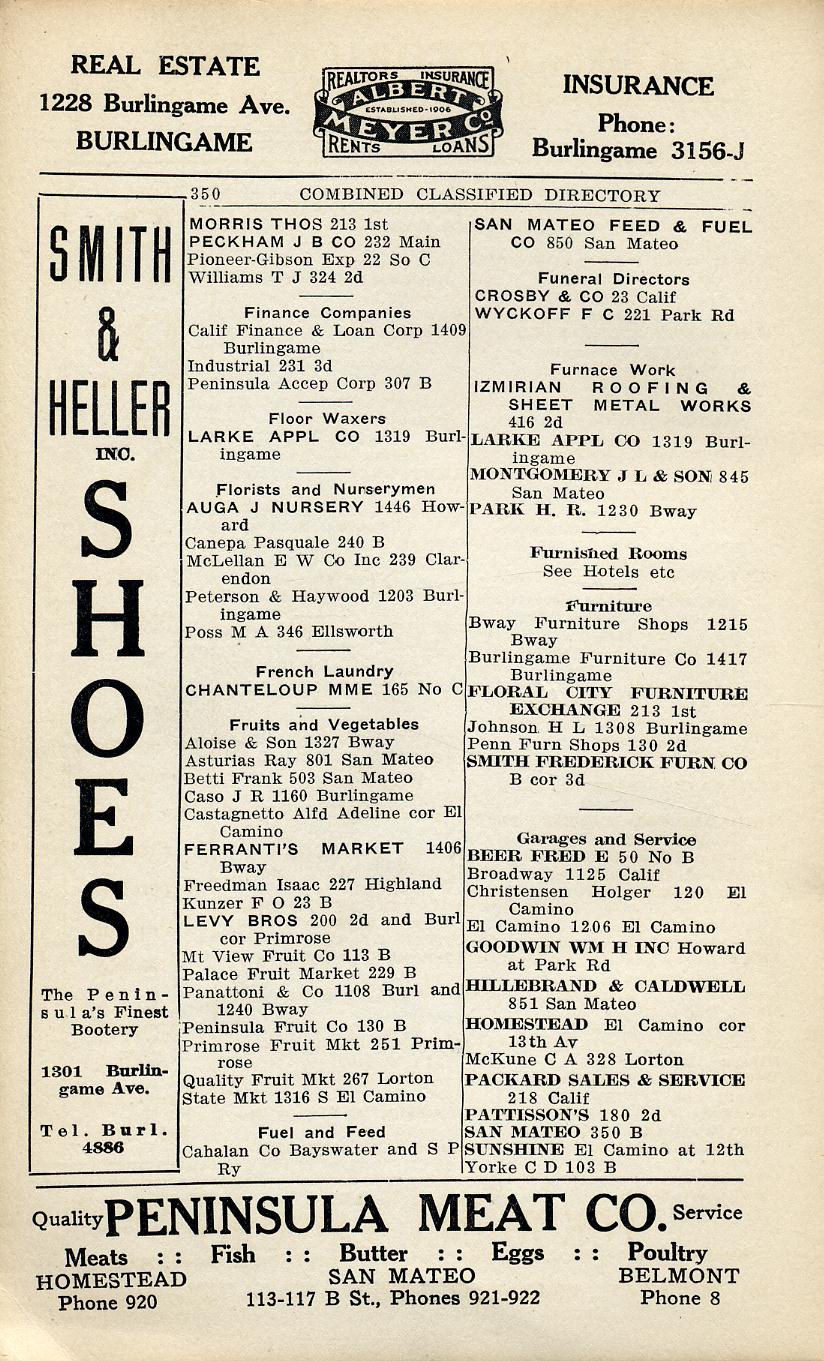 REAL ESTATE
1228 Burlingame Ave.
BURLINGAME
REALTORS INSURANCE
ALBERT
ESTABLISHED-1906
MEYER Co
RENTS LOANS
INSURANCE
Phone:
Burlingame 3156-J
350 COMBINED CLASSIFIED DIRECTORY
SMITH
&
HELLER
INC.
S
H
O
E
S
The Penin-
sula's Finest
Bootery
1301 Burlin-
game Ave.
Tel. Burl.
4886
MORRIS THOS 213 1st
PECKHAM J B CO 232 Main
Pioneer-Gibson Exp 22 So C
Williams T J 324 2d
Finance Companies
Calif Finance & Loan Corp 1409
Burlingame
Industrial 231 3d
Peninsula Accep Corp 307 B
Floor Waxers
LARKE APPL CO 1319 Burl-
ingame
Florists and Nurserymen
AUGA J NURSERY 1446 How-
ard
Canepa Pasquale 240 B
McLellan E W Co Inc 239 Clar-
endon
Peterson & Haywood 1203 Burl-
ingame
Poss M A 346 Ellsworth
French Laundry
CHANTELOUP MME 165 No C
Fruits and Vegetables
Aloise & Son 1327 Bway
Asturias Ray 801 San Mateo
Betti Frank 503 San Mateo
Caso J R 1160 Burlingame
Castagnetto Alfd Adeline cor El
Camino
FERRANTI'S MARKET 1406
Bway
Freedman Isaac 227 Highland
Kunzer F O 23 B
LEVY BROS 200 2d and Burl
cor Primrose
Mt View Fruit Co 113 B
Palace Fruit Market 229 B
Panattoni & Co 1108 Burl and
1240 Bway
Peninsula Fruit Co 130 B
Primrose Fruit Mkt 251 Prim-
rose
Quality Fruit Mkt 267 Lorton
State Mkt 1316 S El Camino
Fuel and Feed
Cahalan Co Bayswater and S P
Ry
SAN MATEO FEED & FUEL
CO 850 San Mateo
Funeral Directors
CROSBY & CO 23 Calif
WYCKOFF F C 221 Park Rd
Furnace Work
IZMIRIAN ROOFING &
SHEET METAL WORKS
416 2d
LARKE APPL CO 1319 Burl-
ingame
MONTGOMERY J L & SON 845
San Mateo
PARK H. R. 1230 Bway
Furnished Rooms
See Hotels etc
Furniture
Bway Furniture Shops 1215
Bway
Burlingame Furniture Co 1417
Burlingame
FLORAL CITY FURNITURE
EXCHANGE 213 1st
Johnson H L 1308 Burlingame
Penn Furn Shops 130 2d
SMITH FREDERICK FURN CO
B cor 3d
Garages and Service
BEER FRED E 50 No B
Broadway 1125 Calif
Christensen Holger 120 El
Camino
El Camino 1206 El Camino
GOODWIN WM H INC Howard
at Park Rd
HILLEBRAND & CALDWELL
851 San Mateo
HOMESTEAD El Camino cor
13th Av
McKune C A 328 Lorton
PACKARD SALES & SERVICE
218 Calif
PATTISSON'S 180 2d
SAN MATEO 350 B
SUNSHINE El Camino at 12th
Yorke C D 103 B
Quality PENINSULA MEAT CO. Service
Meats : : Fish : : Butter : : Eggs : : Poultry
HOMESTEAD SAN MATEO BELMONT
Phone 920 113-117 B St., Phones 921-922 Phone 8